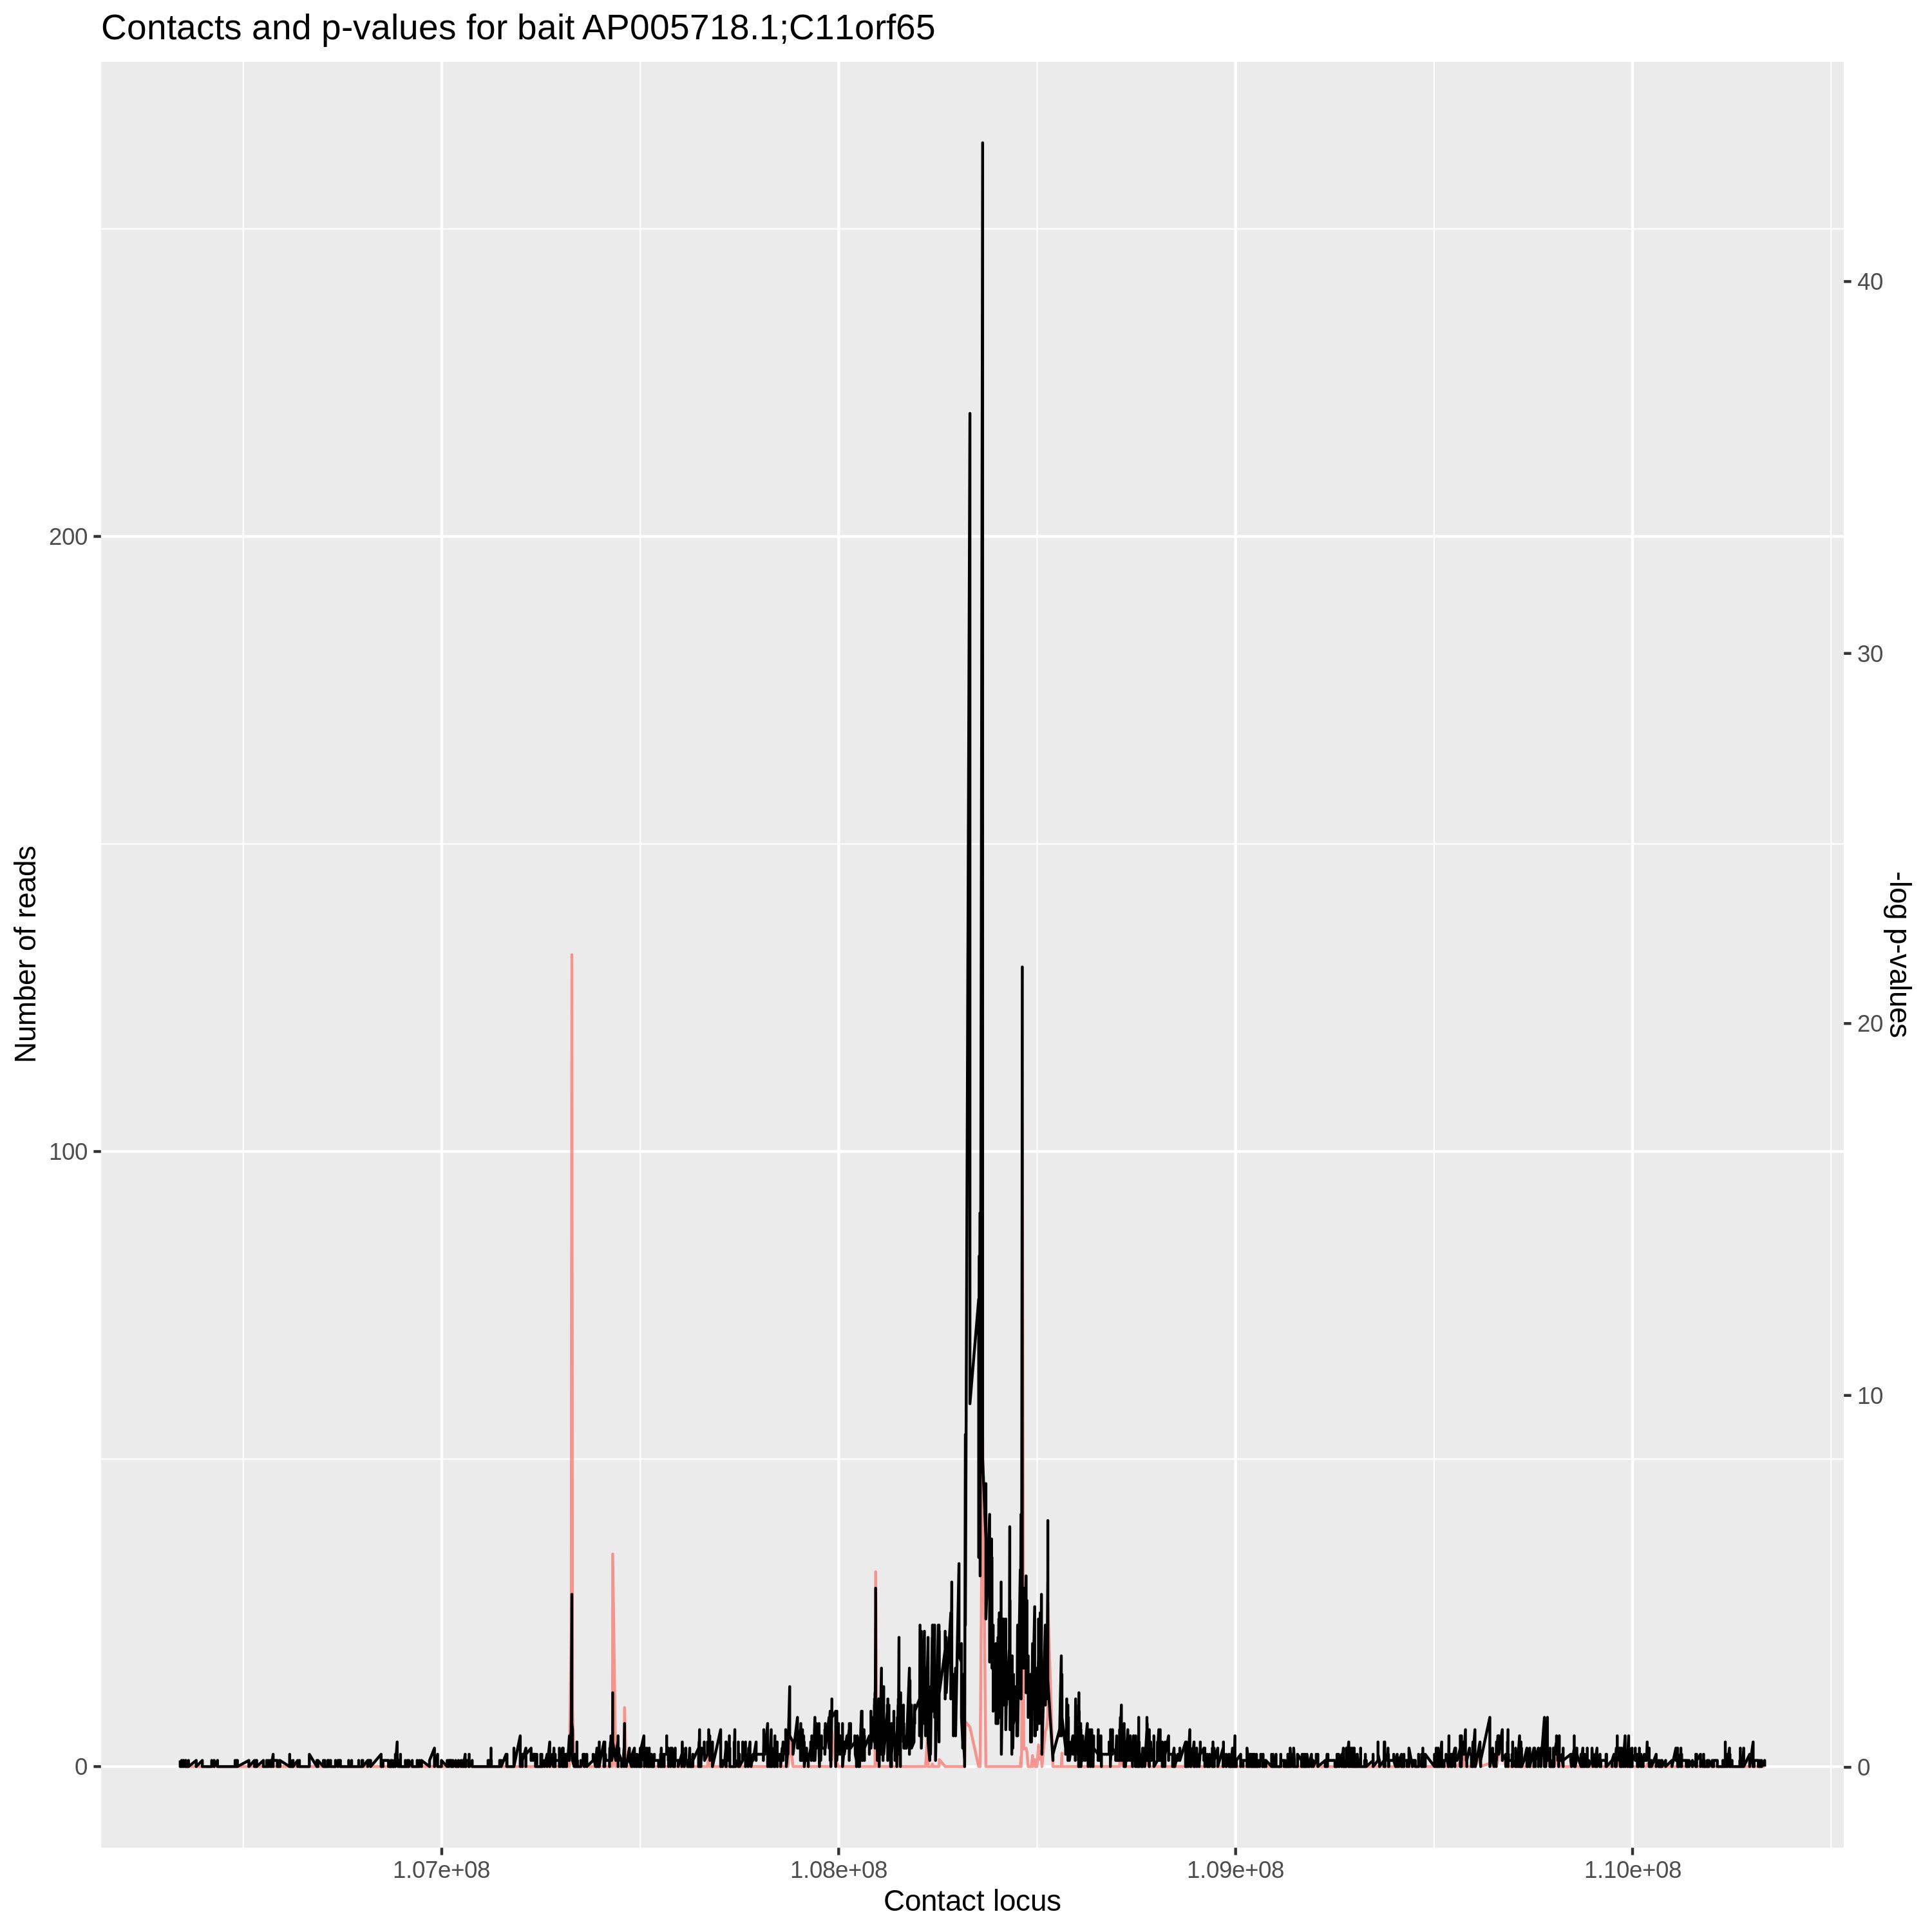 Contacts and p-values for bait AP005718.1;C11orf65
Number of reads
200
100
0
40
30
20
10
0
-log p-values
1.07e+08
1.08e+08
1.09e+08
1.10e+08
Contact locus